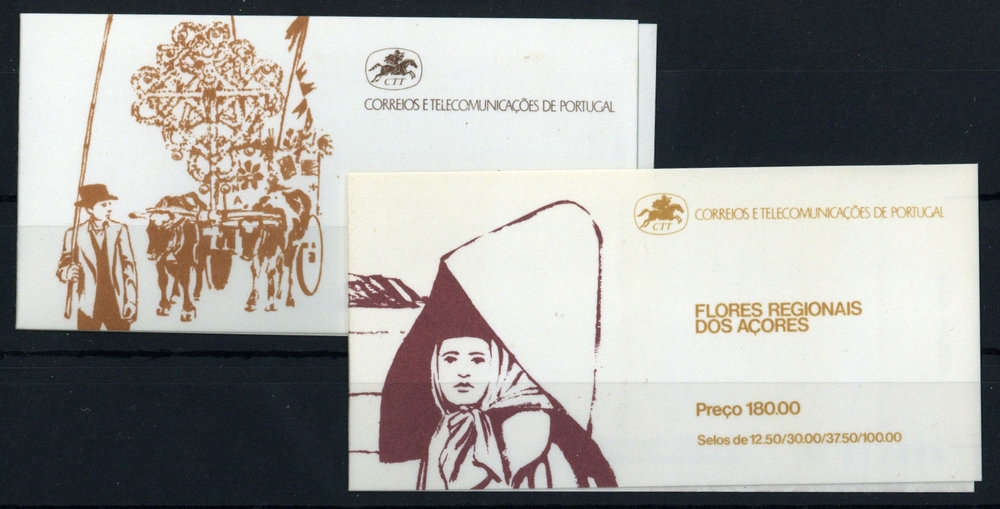 CTT
CORREIOS E TELECOMUNICAÇÕES DE PORTUGAL
CTT
CORREIOS E TELECOMUNICAÇÕES DE PORTUGAL
FLORES REGIONAIS
DOS AÇORES
Preço 180.00
Selos de 12.50/30.00/37.50/100.00